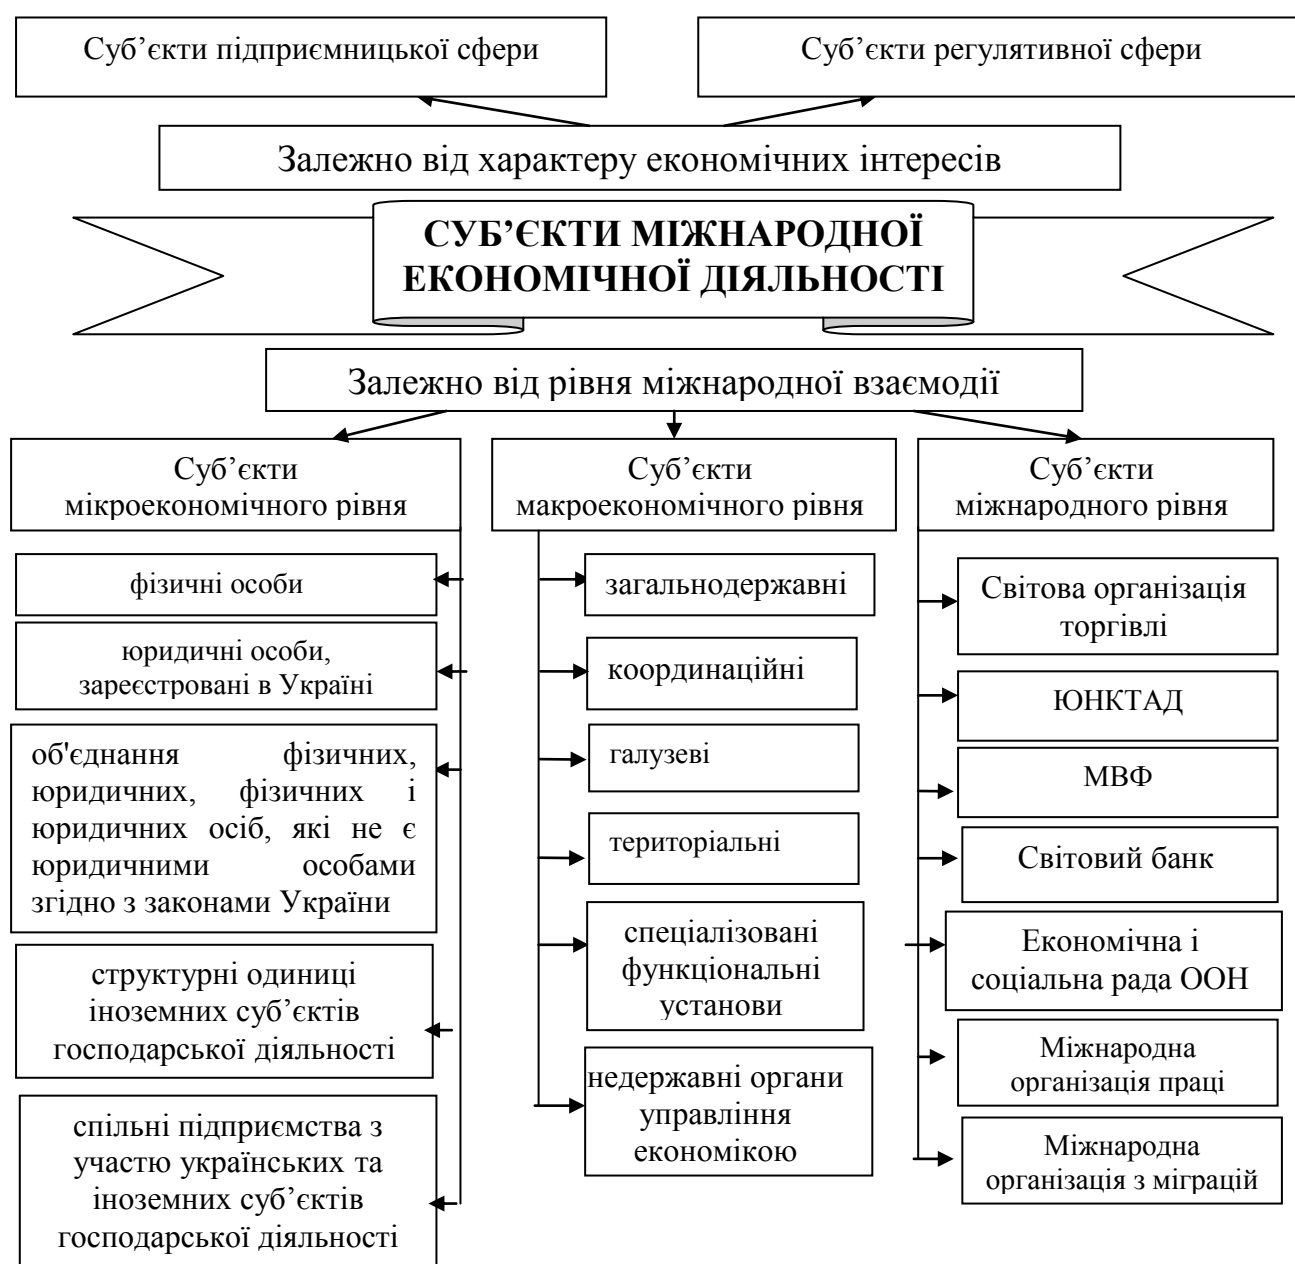 Суб’єкти підприємницької сфери
Суб’єкти регулятивної сфери
Залежно від характеру економічних інтересів
СУБ’ЄКТИ МІЖНАРОДНОЇ
ЕКОНОМІЧНОЇ ДІЯЛЬНОСТІ
Залежно від рівня міжнародної взаємодії
Суб’єкти
мікроекономічного рівня
фізичні особи
юридичні особи,
зареєстровані в Україні
об'єднання фізичних,
юридичних, фізичних і
юридичних осіб, які не є
юридичними особами
згідно з законами України
структурні одиниці
іноземних суб’єктів
господарської діяльності
спільні підприємства з
участю українських та
іноземних суб’єктів
господарської діяльності
Суб’єкти
макроекономічного рівня
загальнодержавні
координаційні
галузеві
територіальні
спеціалізовані
функціональні
установи
недержавні органи
управління
економікою
Суб’єкти
міжнародного рівня
Світова організація
торгівлі
ЮНКТАД
МВФ
Світовий банк
Економічна і
соціальна рада ООН
Міжнародна
організація праці
Міжнародна
організація з міграцій